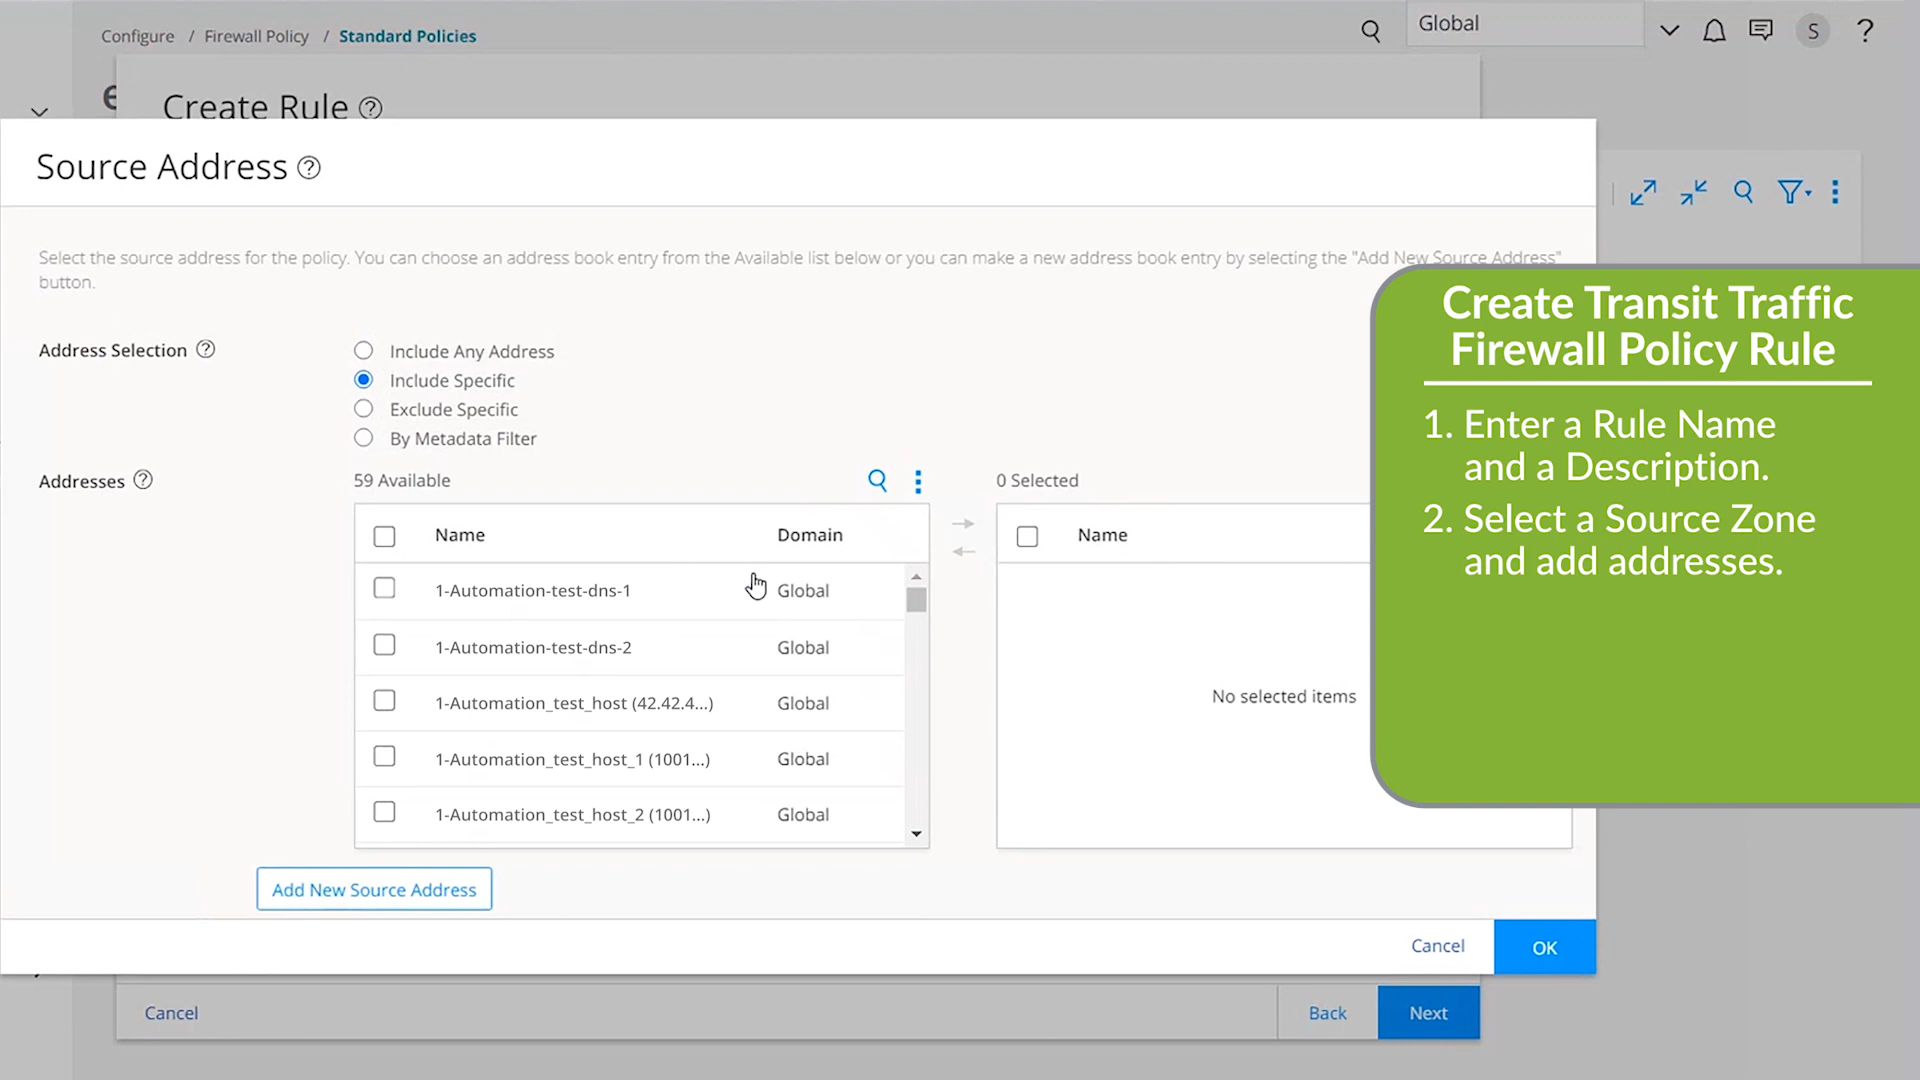 Configure / Firewall Policy / Standard Policies
Global
S
?
Create Rule ?
Source Address ?
Select the source address for the policy. You can choose an address book entry from the Available list below or you can make a new address book entry by selecting the "Add New Source Address"
button.
Address Selection ?
Include Any Address
Include Specific
Exclude Specific
By Metadata Filter
Addresses ?
59 Available
0 Selected
Name Domain
Name
1-Automation-test-dns-1 Global
1-Automation-test-dns-2 Global
1-Automation_test_host (42.42.4...) Global
1-Automation_test_host_1 (1001...) Global
1-Automation_test_host_2 (1001...) Global
No selected items
Add New Source Address
Cancel OK
Cancel Back Next
Create Transit Traffic
Firewall Policy Rule
1. Enter a Rule Name
and a Description.
2. Select a Source Zone
and add addresses.